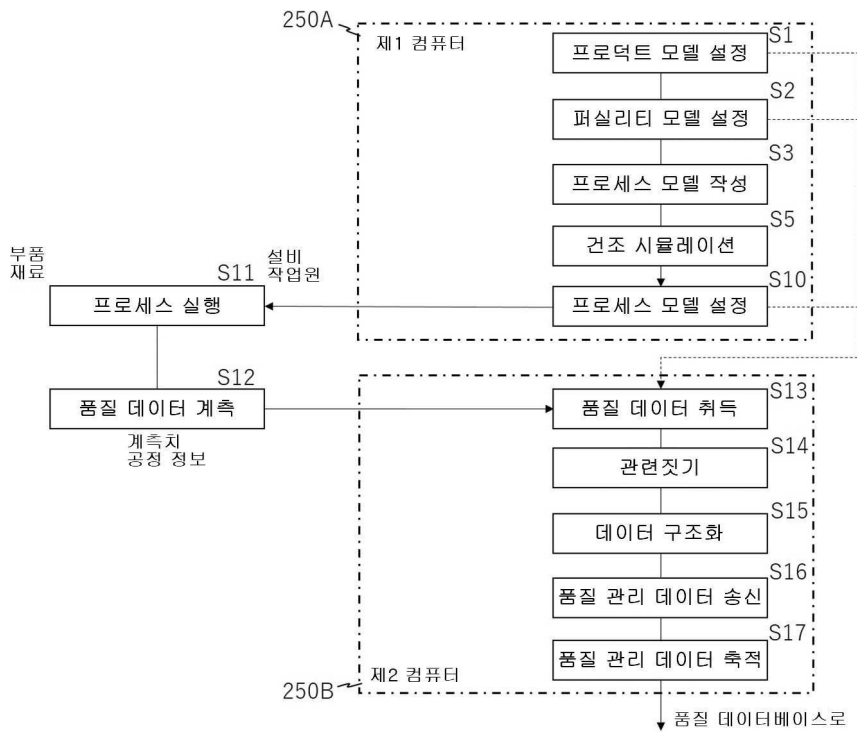 250A
제1 컴퓨터
S1
프로덕트 모델 설정
S2
퍼실리티 모델 설정
S3
프로세스 모델 작성
S5
건조 시뮬레이션
S10
프로세스 모델 설정
부품
재료
S11
설비
작업원
프로세스 실행
S12
품질 데이터 계측
계측치
공정 정보
S13
품질 데이터 취득
S14
관련짓기
S15
데이터 구조화
S16
품질 관리 데이터 송신
S17
품질 관리 데이터 축적
250B
제2 컴퓨터
품질 데이터베이스로